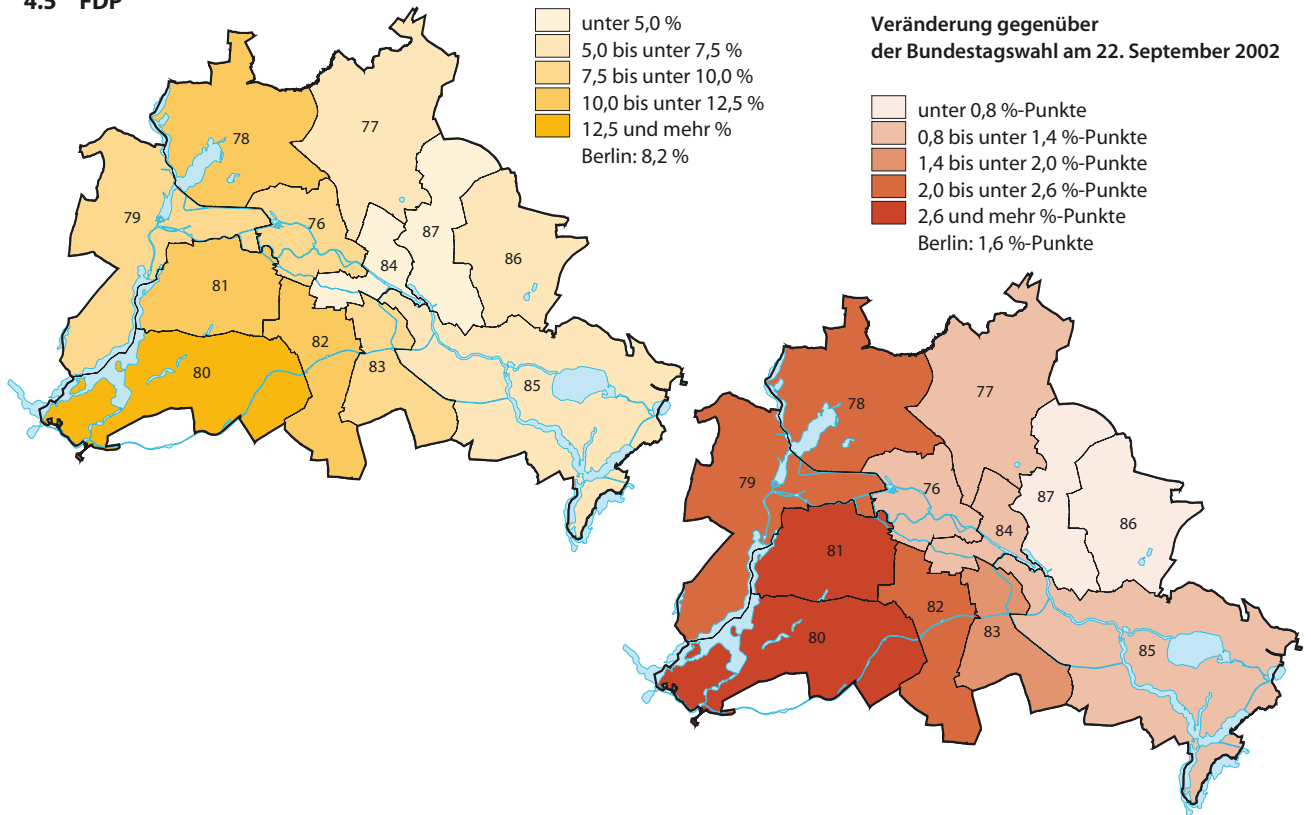 4.5 FDP
unter 5,0 %
5,0 bis unter 7,5 %
7,5 bis unter 10,0 %
10,0 bis unter 12,5 %
12,5 und mehr %
Berlin: 8,2 %
Veränderung gegenüber
der Bundestagswahl am 22. September 2002
unter 0,8 %-Punkte
0,8 bis unter 1,4 %-Punkte
1,4 bis unter 2,0 %-Punkte
2,0 bis unter 2,6 %-Punkte
2,6 und mehr %-Punkte
Berlin: 1,6 %-Punkte
77
78
79
76
87
86
84
81
82
83
80
85
77
78
79
76
87
86
84
81
82
83
80
85